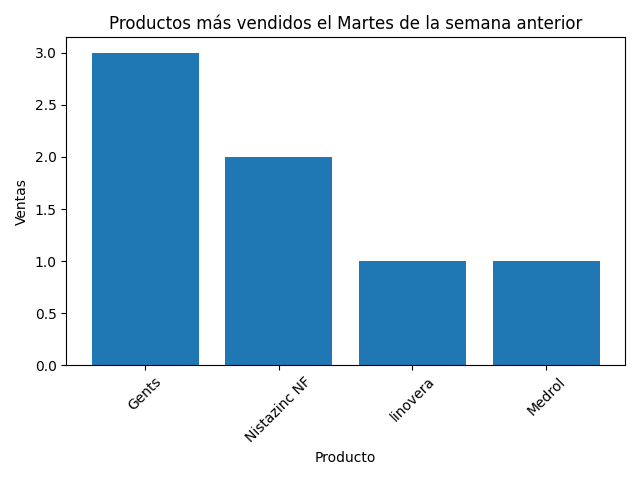 Productos más vendidos el Martes de la semana anterior
3.0
2.5
2.0
1.5
1.0
0.5
0.0
Ventas
Gents
Nistazinc NF
linovera
Medrol
Producto